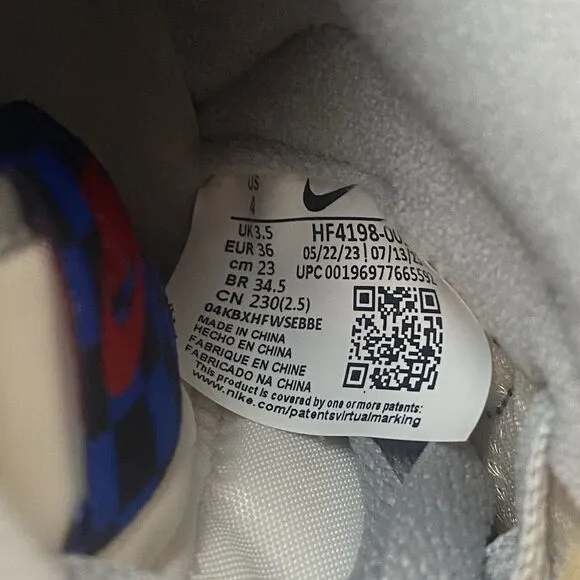 US
4
UK 3.5
EUR 36
cm 23
BR 34.5
CN 230(2.5)
04KBXHFWSEBBE
MADE IN CHINA
HECHO EN CHINA
FABRIQUE EN CHINE
FABRICADO NA CHINA
This product is covered by one or more patents:
www.nike.com/patentsvirtualmarking
05/22/23 |